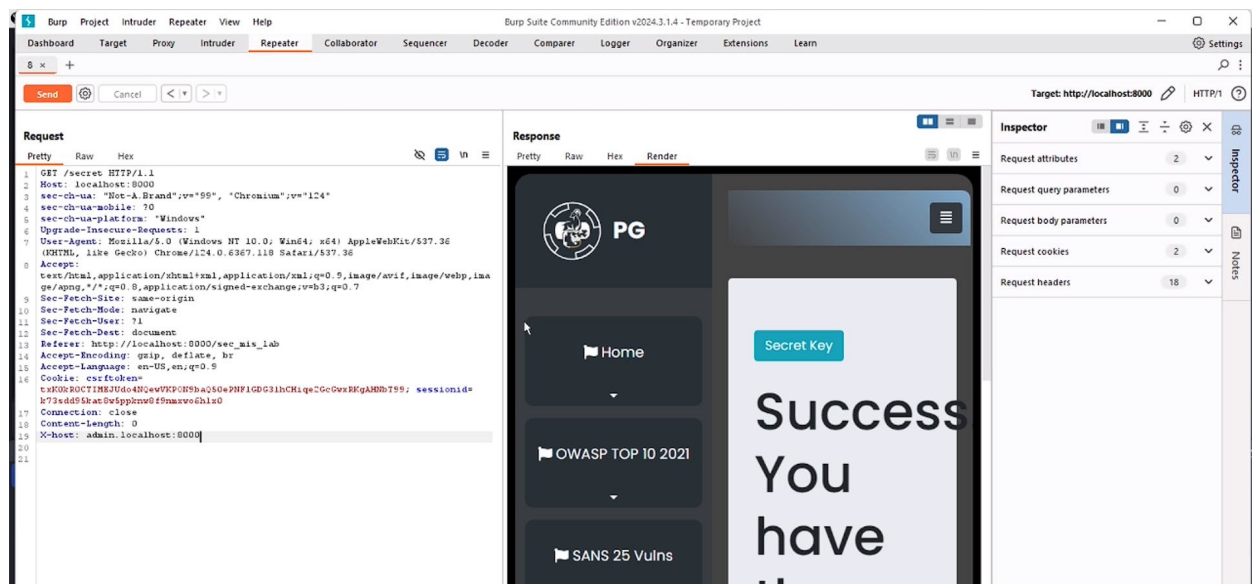 Burp Project Intruder Repeater View Help
Burp Suite Community Edition v2024.3.1.4 - Temporary Project
Dashboard Target Proxy Intruder Repeater Collaborator Sequencer Decoder Comparer Logger Organizer Extensions Learn
Settings
8 × +
Send Cancel < >
Target: http://localhost:8000
HTTP/1
Request
Pretty Raw Hex
\n
1 GET /secret HTTP/1.1
2 Host: localhost:8000
3 sec-ch-ua: "Not-A.Brand";v="99", "Chromium";v="124"
4 sec-ch-ua-mobile: ?0
5 sec-ch-ua-platform: "Windows"
6 Upgrade-Insecure-Requests: 1
7 User-Agent: Mozilla/5.0 (Windows NT 10.0; Win64; x64) AppleWebKit/537.36
(KHTML, like Gecko) Chrome/124.0.6367.118 Safari/537.36
8 Accept:
text/html,application/xhtml+xml,application/xml;q=0.9,image/avif,image/webp,ima
ge/apng,*/*;q=0.8,application/signed-exchange;v=b3;q=0.7
9 Sec-Fetch-Site: same-origin
10 Sec-Fetch-Mode: navigate
11 Sec-Fetch-User: ?1
12 Sec-Fetch-Dest: document
13 Referer: http://localhost:8000/sec_mis_lab
14 Accept-Encoding: gzip, deflate, br
15 Accept-Language: en-US,en;q=0.9
16 Cookie: csrftoken=
sessionid=
17 Connection: close
18 Content-Length: 0
19 X-host: admin.localhost:8000
20
21
Response
Pretty Raw Hex Render
\n
PG
Home
OWASP TOP 10 2021
SANS 25 Vulns
Secret Key
Success
You
have
Inspector
Request attributes 2
Request query parameters 0
Request body parameters 0
Request cookies 2
Request headers 18
Inspector
Notes